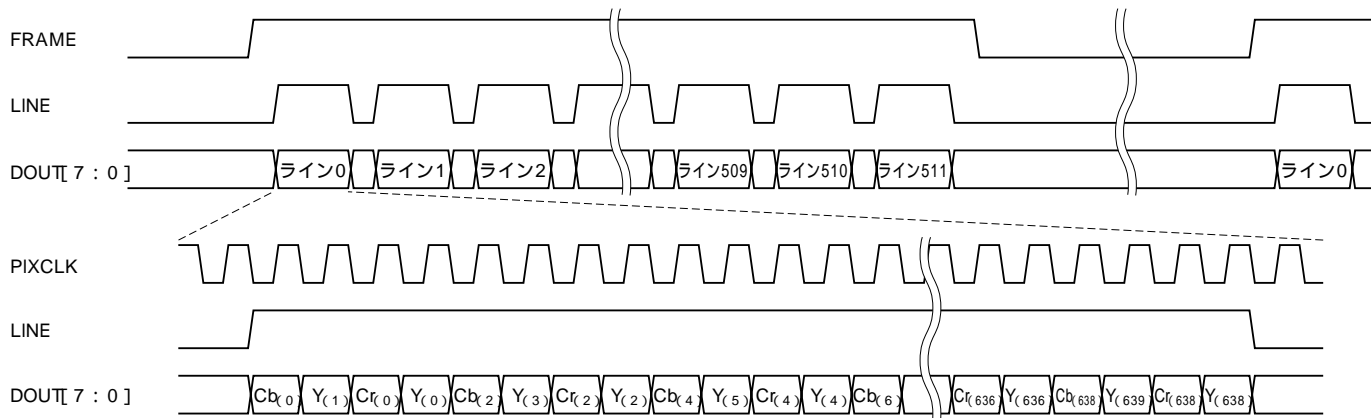 FRAME
LINE
DOUT[7:0] ライン0 ライン1 ライン2 ライン509 ライン510 ライン511 ライン0
PIXCLK
LINE
DOUT[7:0] Cb(0) Y(1) Cr(0) Y(0) Cb(2) Y(3) Cr(2) Y(2) Cb(4) Y(5) Cr(4) Y(4) Cb(6) Cr(636) Y(636) Cb(638) Y(639) Cr(638) Y(638)